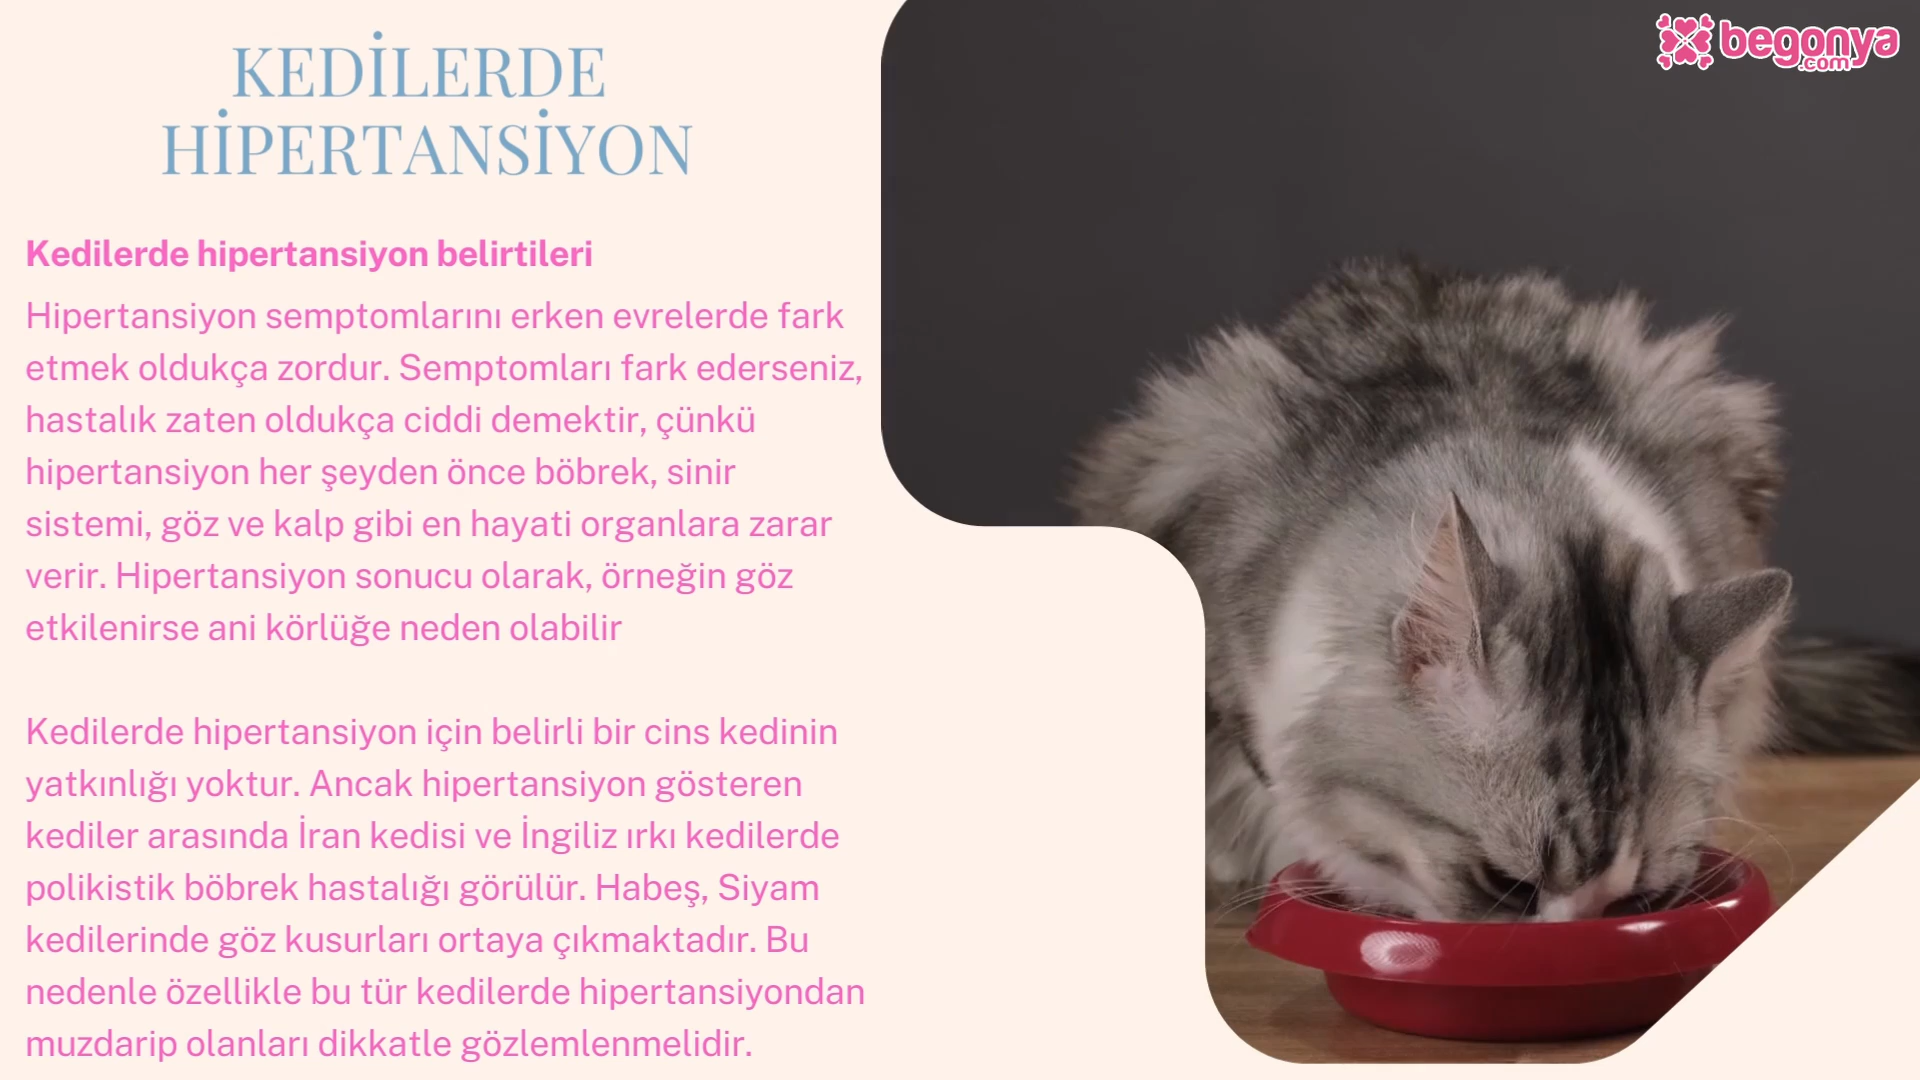 KEDİLERDE
HİPERTANSİYON
Kedilerde hipertansiyon belirtileri
Hipertansiyon semptomlarını erken evrelerde fark
etmek oldukça zordur. Semptomları fark ederseniz,
hastalık zaten oldukça ciddi demektir, çünkü
hipertansiyon her şeyden önce böbrek, sinir
sistemi, göz ve kalp gibi en hayati organlara zarar
verir. Hipertansiyon sonucu olarak, örneğin göz
etkilenirse ani körlüğe neden olabilir
Kedilerde hipertansiyon için belirli bir cins kedinin
yatkınlığı yoktur. Ancak hipertansiyon gösteren
kediler arasında İran kedisi ve İngiliz ırkı kedilerde
polikistik böbrek hastalığı görülür. Habeş, Siyam
kedilerinde göz kusurları ortaya çıkmaktadır. Bu
nedenle özellikle bu tür kedilerde hipertansiyondan
muzdarip olanları dikkatle gözlemlenmelidir.
begonya
.com